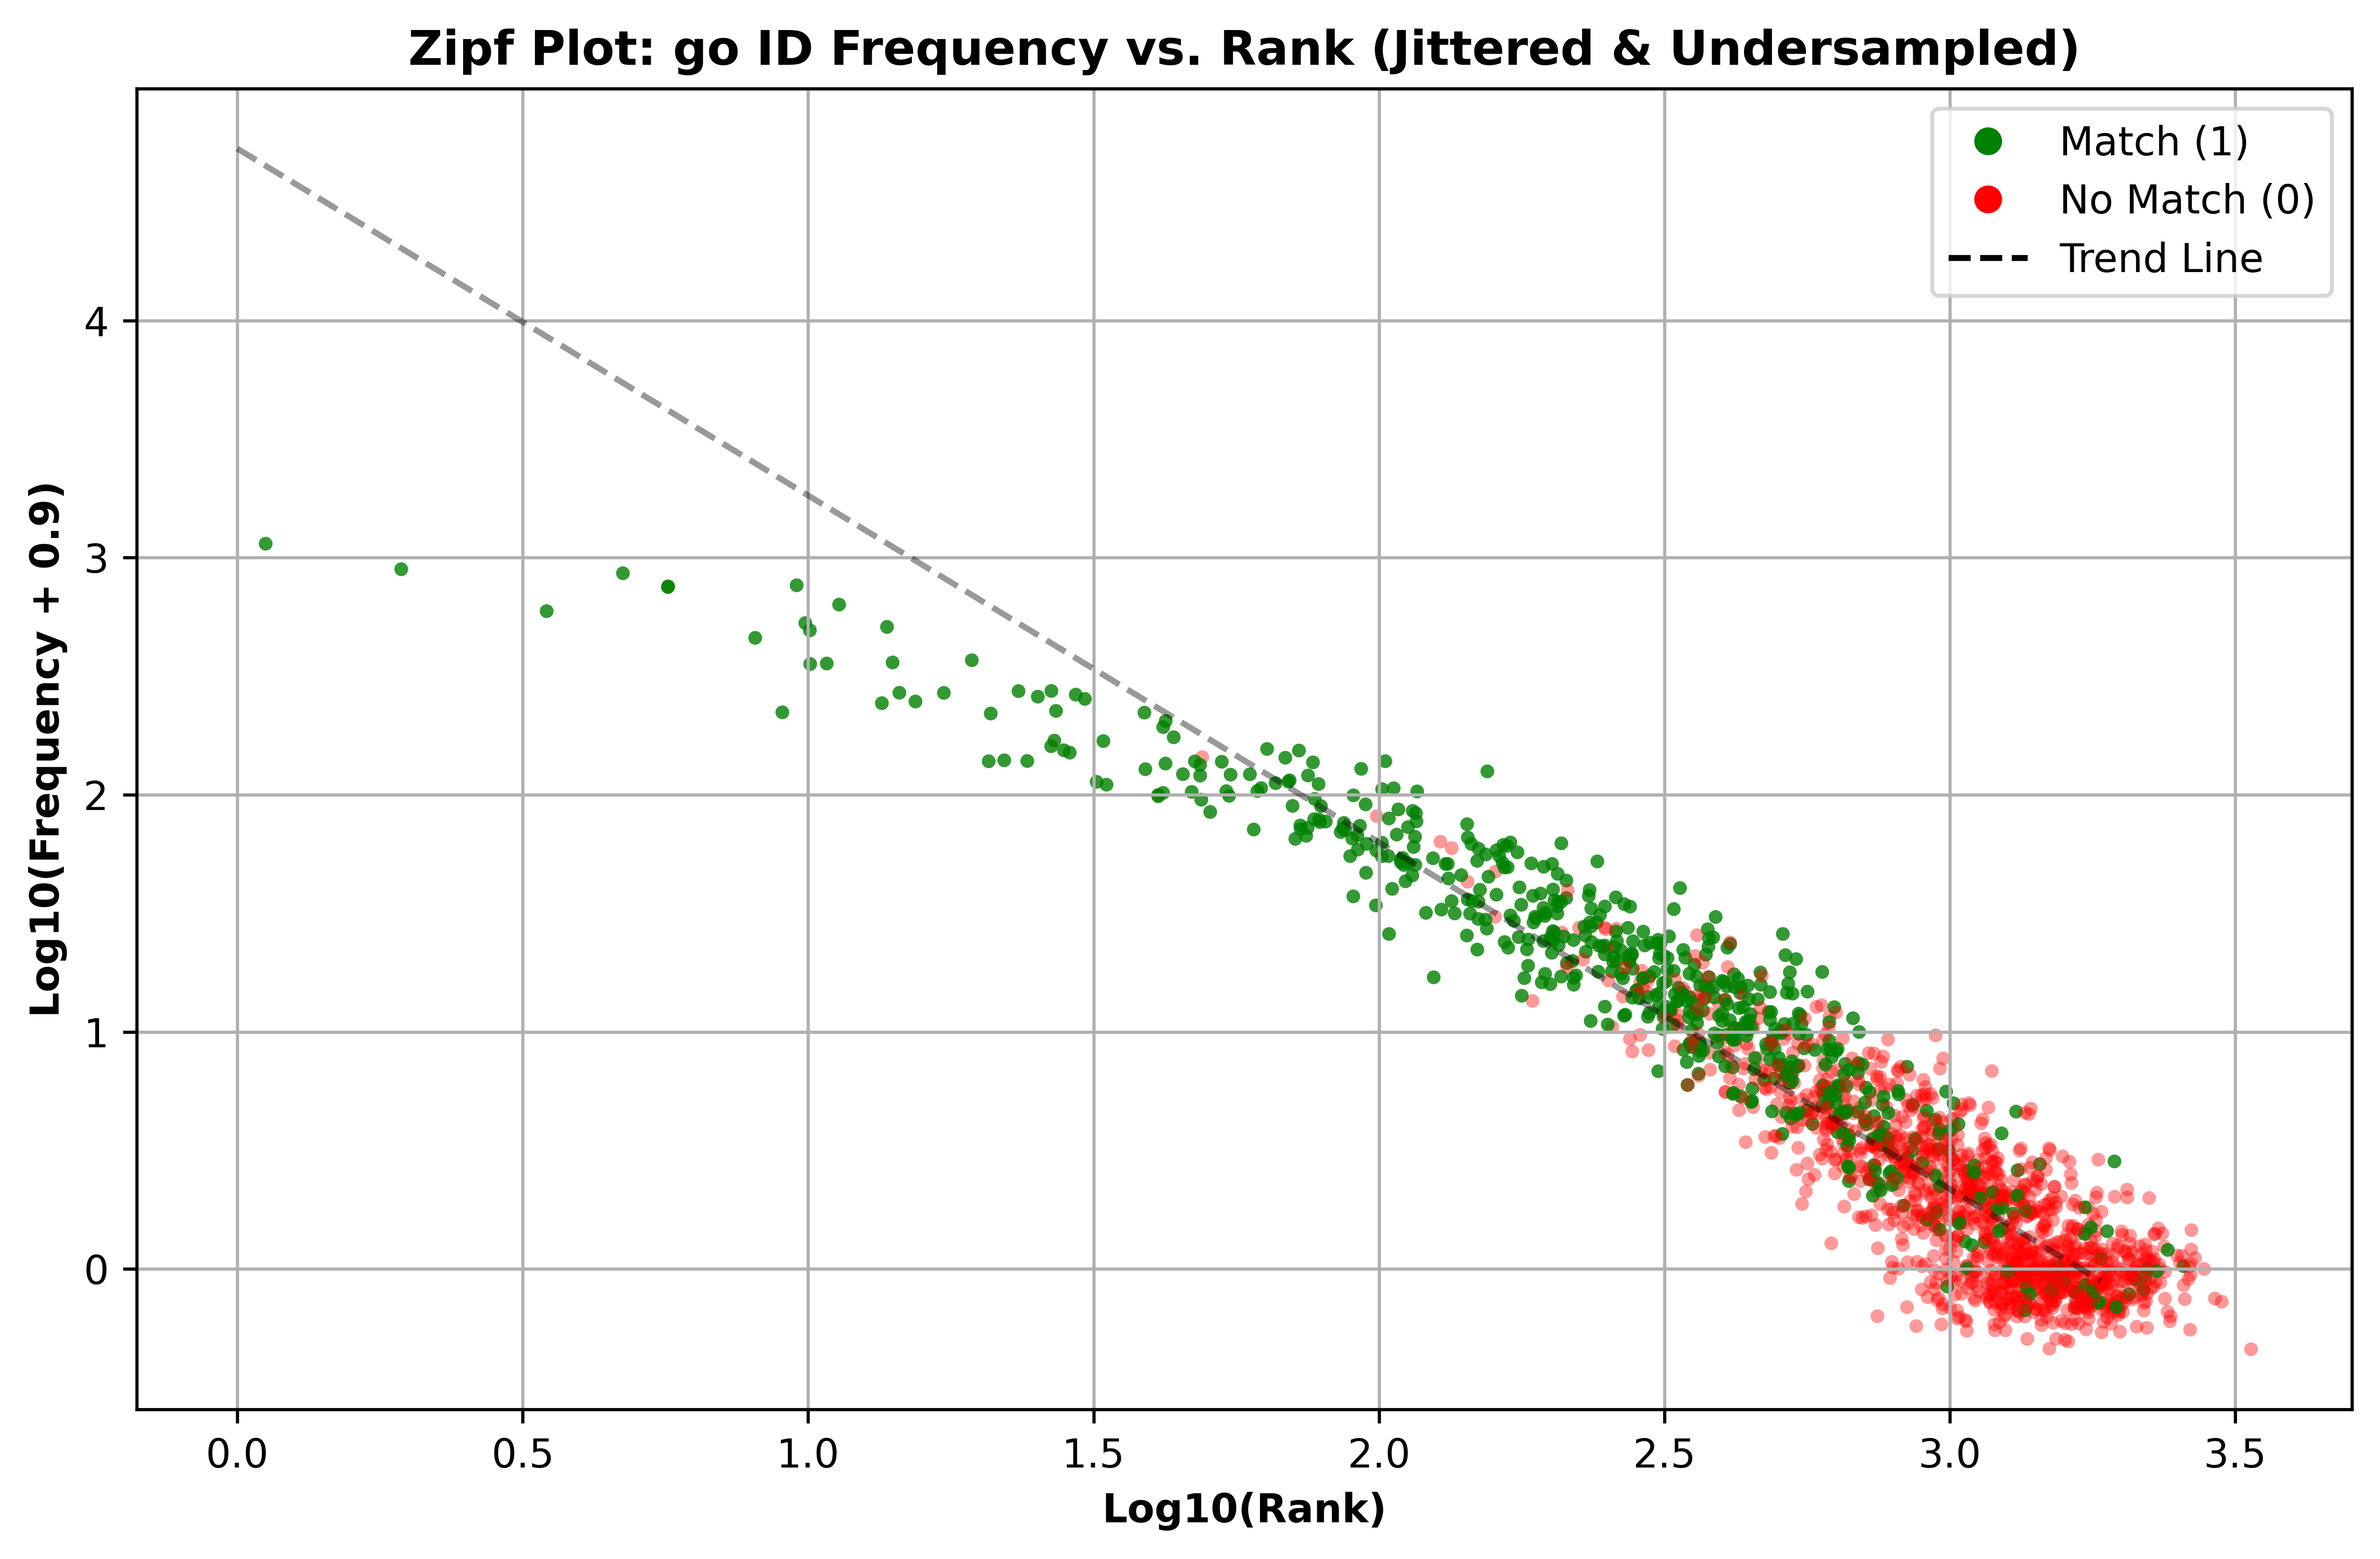 Zipf Plot: go ID Frequency vs. Rank (Jittered & Undersampled)
Match (1)
No Match (0)
Trend Line
Log10(Frequency + 0.9)
4
3
2
1
0
0.0
0.5
1.0
1.5
2.0
2.5
3.0
3.5
Log10(Rank)